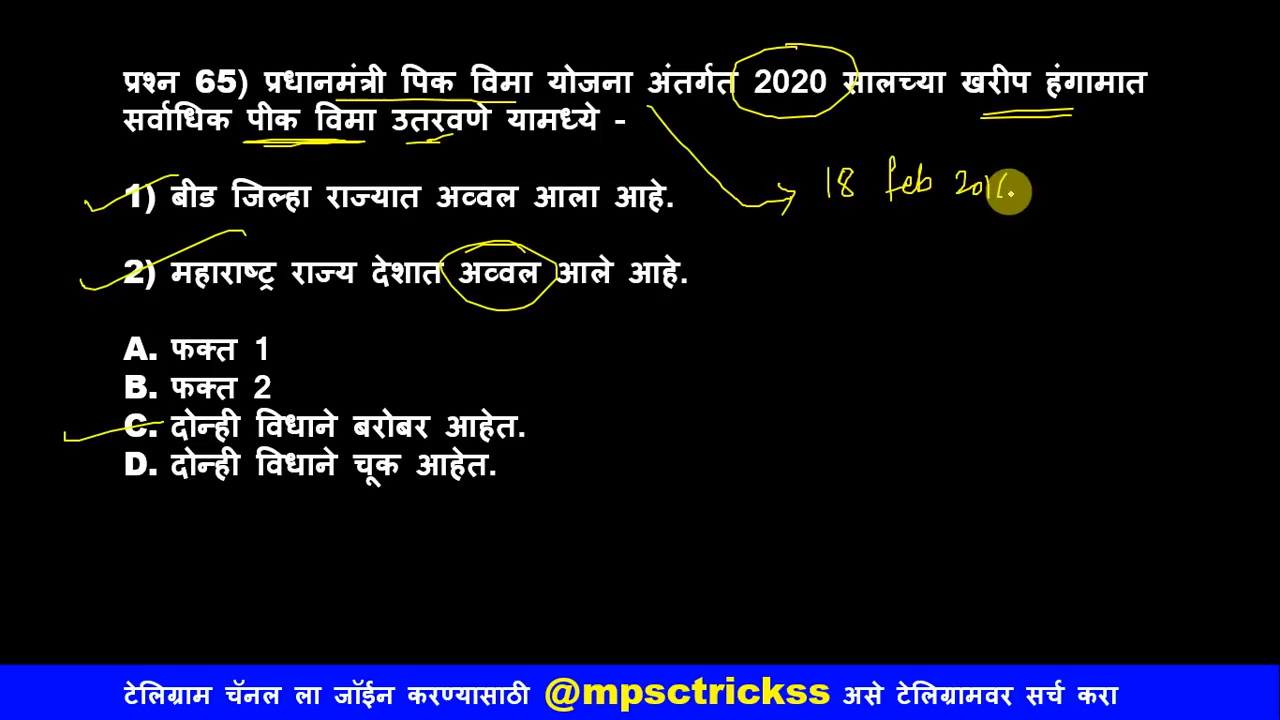 प्रश्न 65) प्रधानमंत्री पिक विमा योजना अंतर्गत 2020 सालच्या खरीप हंगामात
सर्वाधिक पीक विमा उतरवणे यामध्ये -
1) बीड जिल्हा राज्यात अव्वल आला आहे.
18 feb 2016.
2) महाराष्ट्र राज्य देशात अव्वल आले आहे.
A. फक्त 1
B. फक्त 2
C. दोन्ही विधाने बरोबर आहेत.
D. दोन्ही विधाने चूक आहेत.
टेलिग्राम चॅनल ला जॉईन करण्यासाठी @mpsctrickss असे टेलिग्रामवर सर्च करा